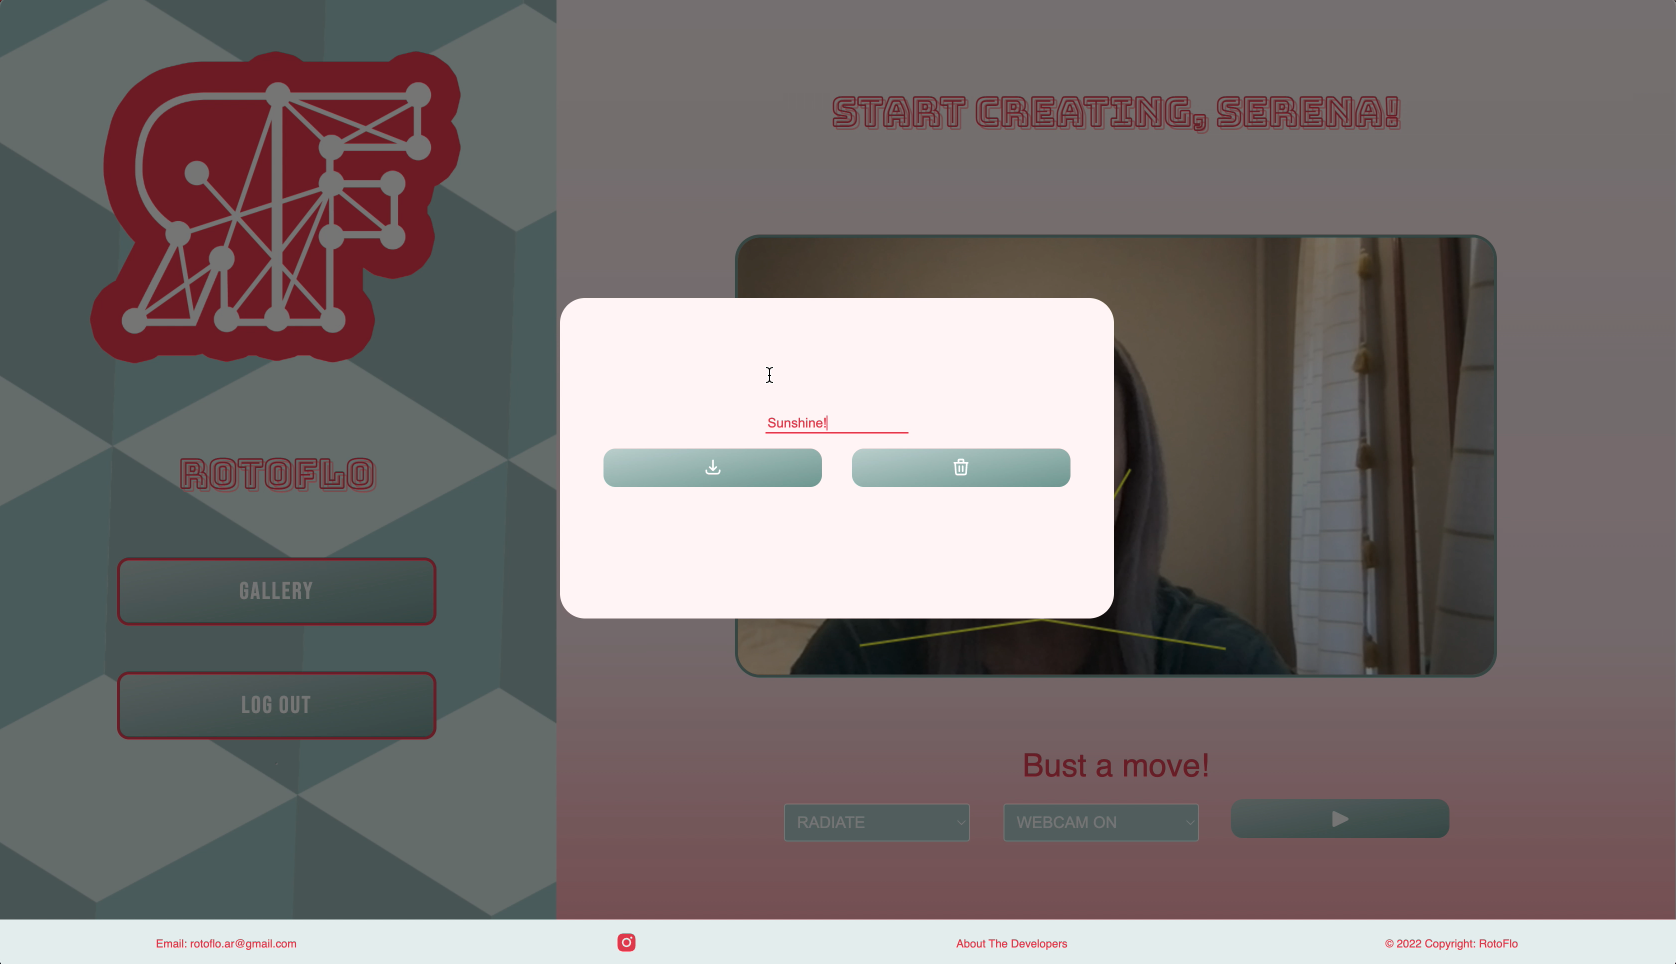 START CREATING, SERENA!
Sunshine!
ROTOFLO
GALLERY
LOG OUT
Bust a move!
RADIATE
WEBCAM ON
Email: rotoflo.ar@gmail.com
About The Developers
© 2022 Copyright: RotoFlo